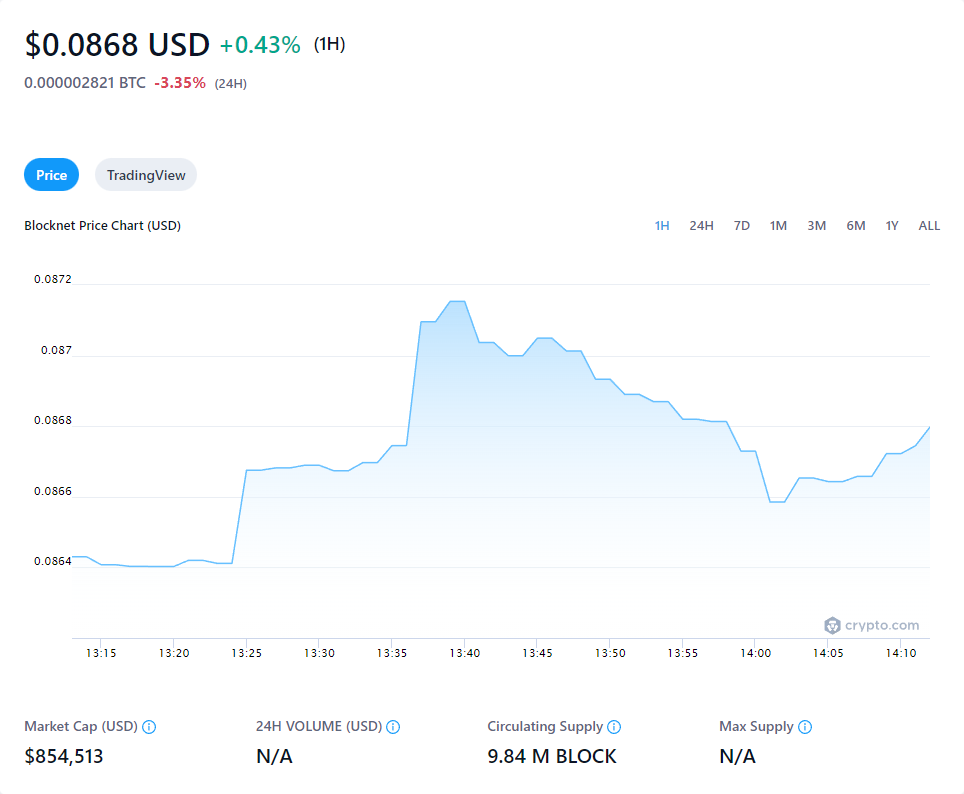 $0.0868 USD +0.43% (1H)
0.000002821 BTC -3.35% (24H)
Price TradingView
Blocknet Price Chart (USD) 1H 24H 7D 1M 3M 6M 1Y ALL
0.0872
0.087
0.0868
0.0866
0.0864
crypto.com
13:15 13:20 13:25 13:30 13:35 13:40 13:45 13:50 13:55 14:00 14:05 14:10
Market Cap (USD) 24H VOLUME (USD) Circulating Supply Max Supply
$854,513 N/A 9.84 M BLOCK N/A